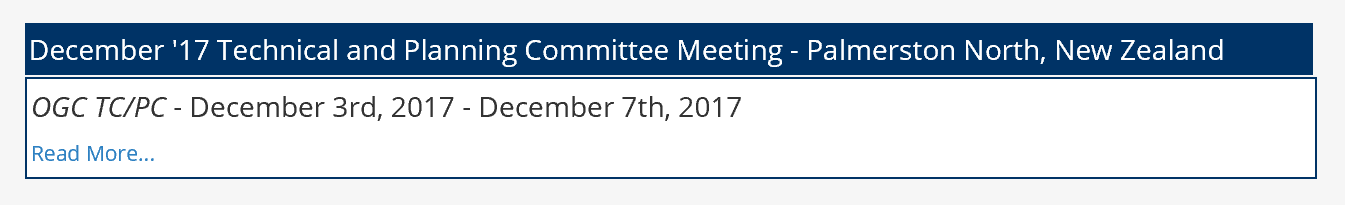 December '17 Technical and Planning Committee Meeting - Palmerston North, New Zealand
OGC TC/PC - December 3rd, 2017 - December 7th, 2017
Read More...